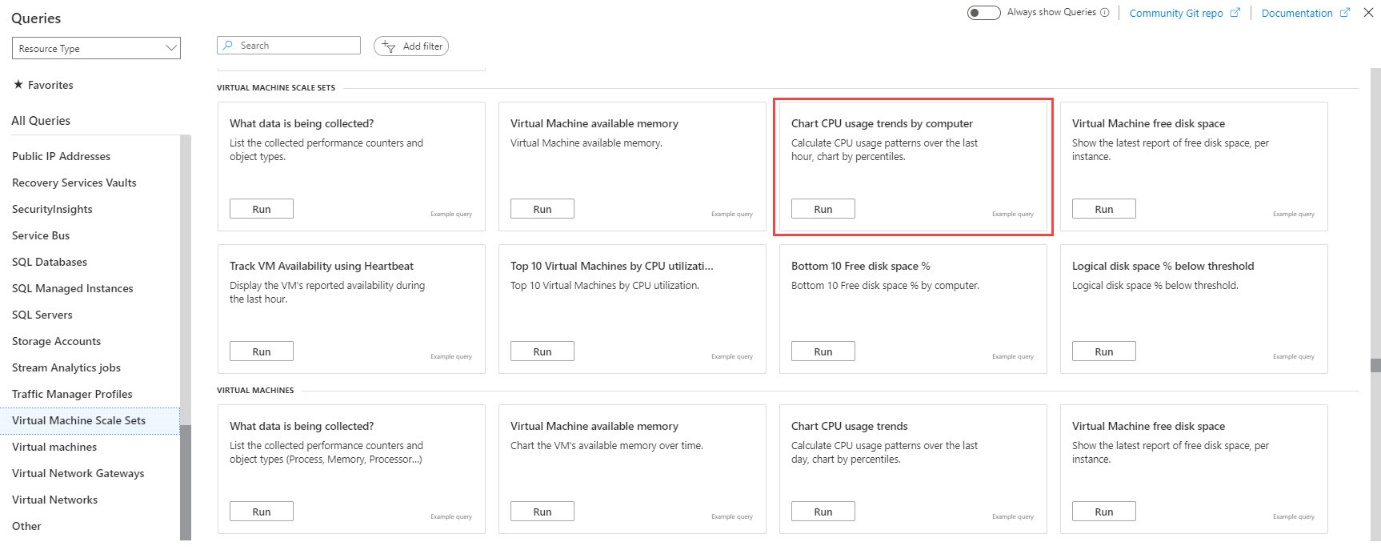 Queries
Always show Queries
Community Git repo
Documentation
Resource Type
Search
Add filter
Favorites
All Queries
Public IP Addresses
Recovery Services Vaults
SecurityInsights
Service Bus
SQL Databases
SQL Managed Instances
SQL Servers
Storage Accounts
Stream Analytics jobs
Traffic Manager Profiles
Virtual Machine Scale Sets
Virtual machines
Virtual Network Gateways
Virtual Networks
Other
VIRTUAL MACHINE SCALE SETS
What data is being collected?
List the collected performance counters and
object types.
Run
Example query
Virtual Machine available memory
Virtual Machine available memory.
Run
Example query
Chart CPU usage trends by computer
Calculate CPU usage patterns over the last
hour, chart by percentiles.
Run
Example query
Virtual Machine free disk space
Show the latest report of free disk space, per
instance.
Run
Example query
Track VM Availability using Heartbeat
Display the VM's reported availability during
the last hour.
Run
Example query
Top 10 Virtual Machines by CPU utilizati...
Top 10 Virtual Machines by CPU utilization.
Run
Example query
Bottom 10 Free disk space %
Bottom 10 Free disk space % by computer.
Run
Example query
Logical disk space % below threshold
Logical disk space % below threshold.
Run
Example query
VIRTUAL MACHINES
What data is being collected?
List the collected performance counters and
object types (Process, Memory, Processor...)
Run
Example query
Virtual Machine available memory
Chart the VM's available memory over time.
Run
Example query
Chart CPU usage trends
Calculate CPU usage patterns over the last
day, chart by percentiles.
Run
Example query
Virtual Machine free disk space
Show the latest report of free disk space, per
instance.
Run
Example query